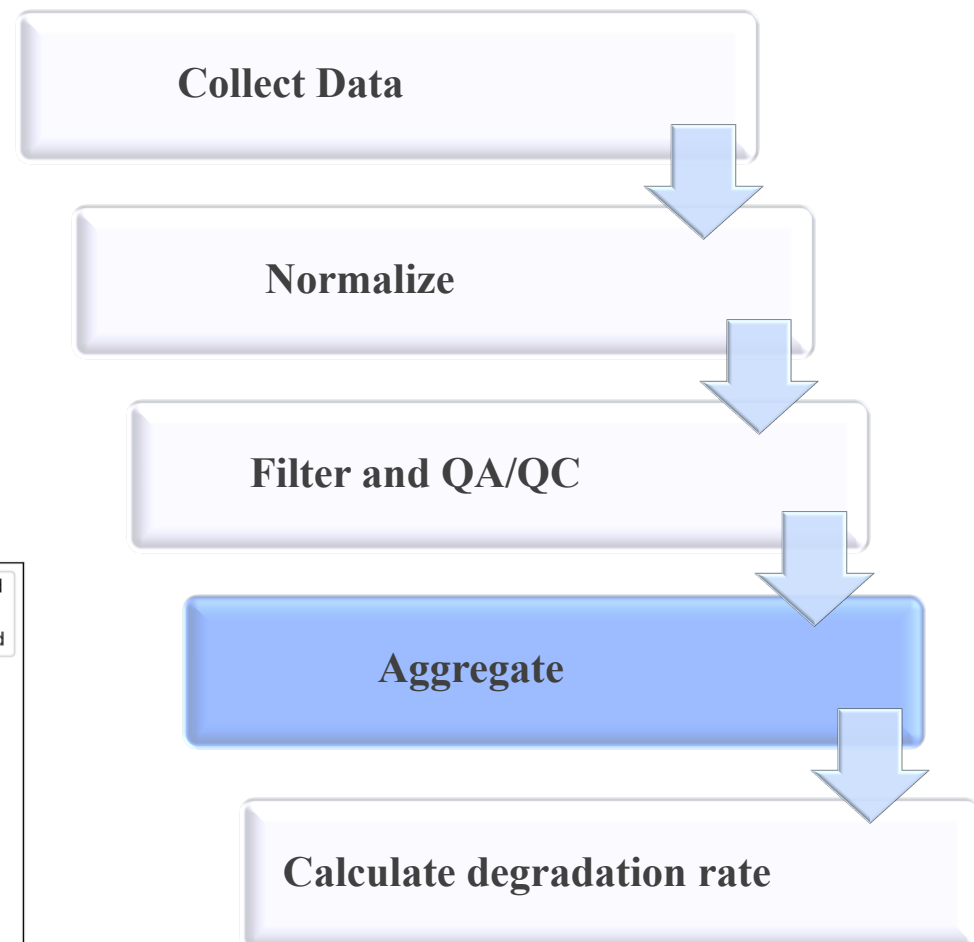 Collect Data
Normalize
Filter and QA/QC
Aggregate
Calculate degradation rate